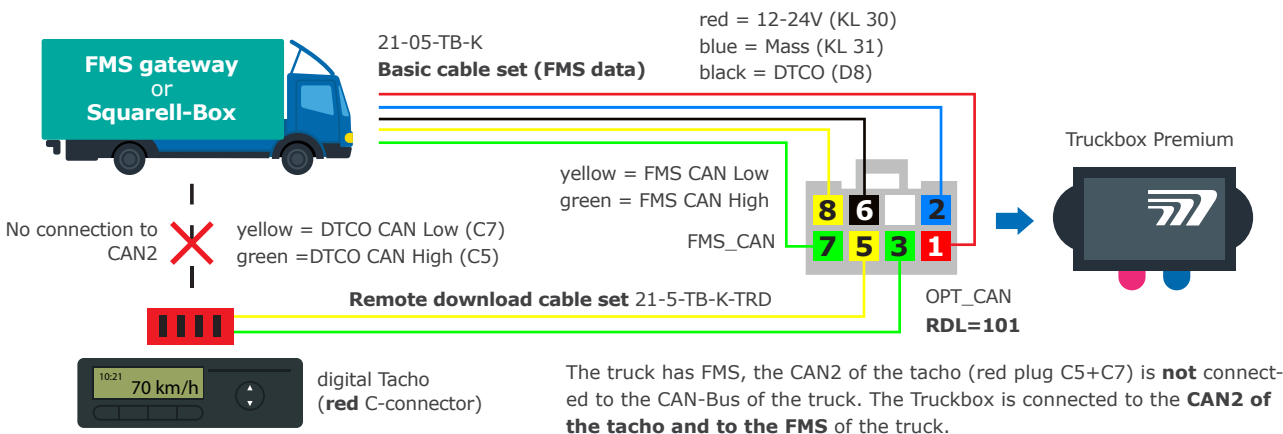 FMS gateway
or
Squarell-Box
21-05-TB-K
Basic cable set (FMS data)
red = 12-24V (KL 30)
blue = Mass (KL 31)
black = DTCO (D8)
Truckbox Premium
yellow = FMS CAN Low
green = FMS CAN High
FMS_CAN
8 6 2
7 5 3 1
No connection to
CAN2
yellow = DTCO CAN Low (C7)
green =DTCO CAN High (C5)
Remote download cable set 21-5-TB-K-TRD
OPT_CAN
RDL=101
10:21
70 km/h
digital Tacho
(red C-connector)
The truck has FMS, the CAN2 of the tacho (red plug C5+C7) is not connect-
ed to the CAN-Bus of the truck. The Truckbox is connected to the CAN2 of
the tacho and to the FMS of the truck.